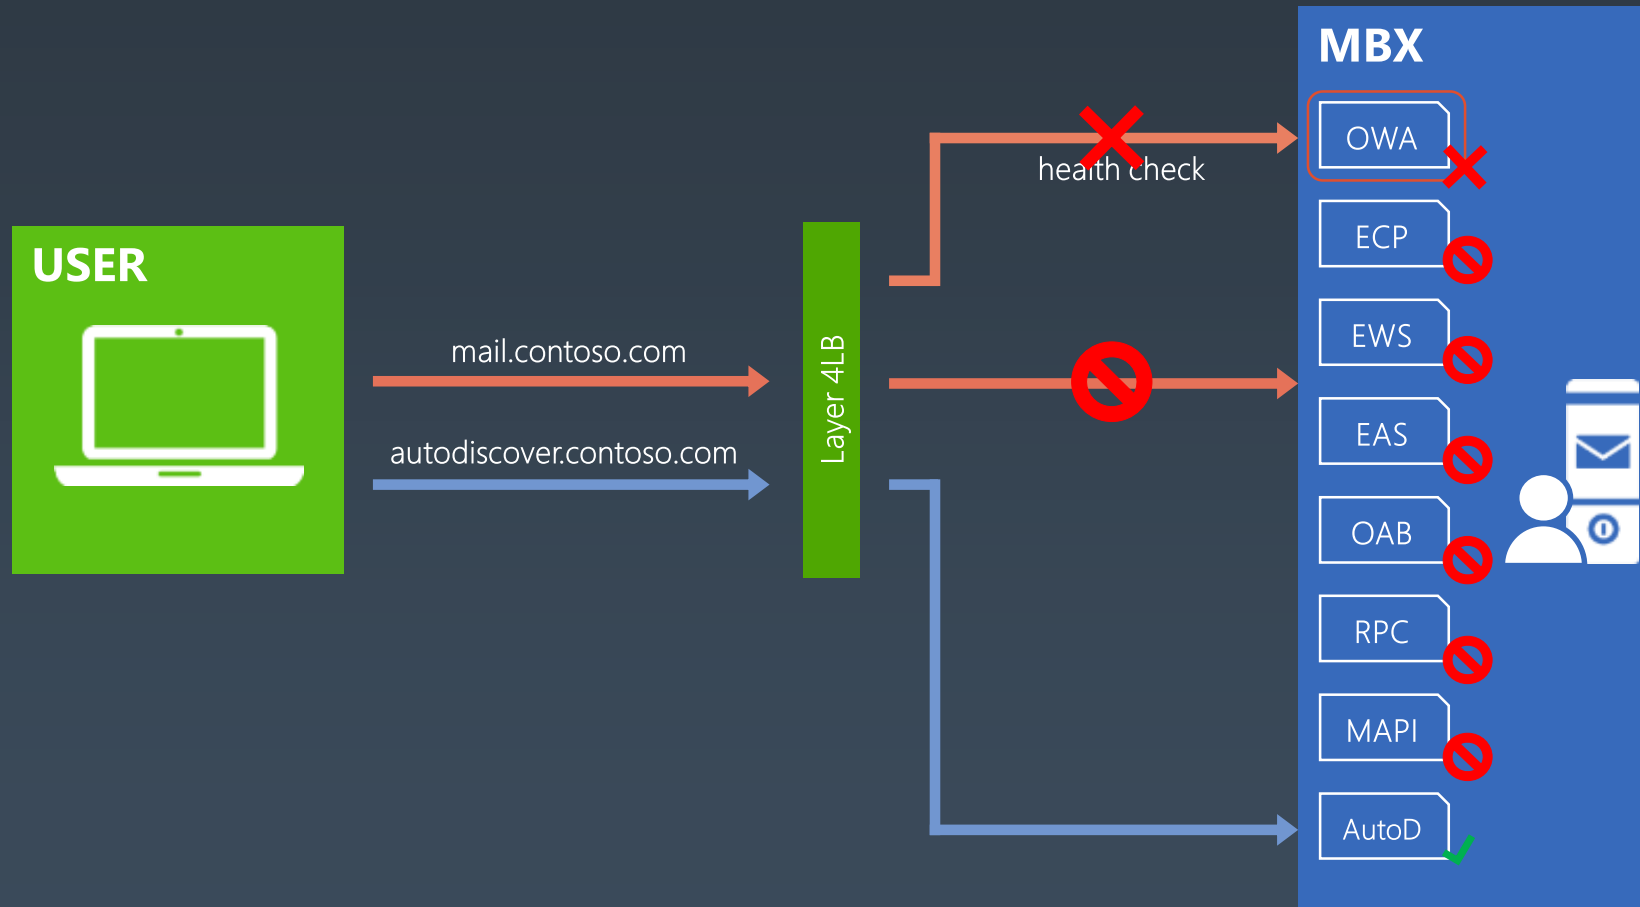 USER
mail.contoso.com
autodiscover.contoso.com
Layer 4LB
health check
MBX
OWA
ECP
EWS
EAS
OAB
RPC
MAPI
AutoD